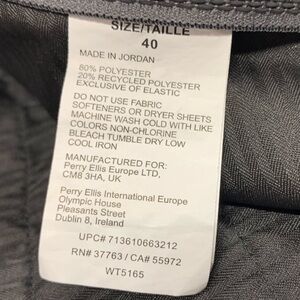 SIZE/TAILLE
40
MADE IN JORDAN
80% POLYESTER
20% RECYCLED POLYESTER
EXCLUSIVE OF ELASTIC
DO NOT USE FABRIC
SOFTENERS OR DRYER SHEETS
MACHINE WASH COLD WITH LIKE
COLORS NON-CHLORINE
BLEACH TUMBLE DRY LOW
COOL IRON
MANUFACTURED FOR:
Perry Ellis Europe LTD,
CM8 3HA, UK
Perry Ellis International Europe
Olympic House
Pleasants Street
Dublin 8, Ireland
UPC# 713610663212
RN# 37763 / CA# 55972
WT5165